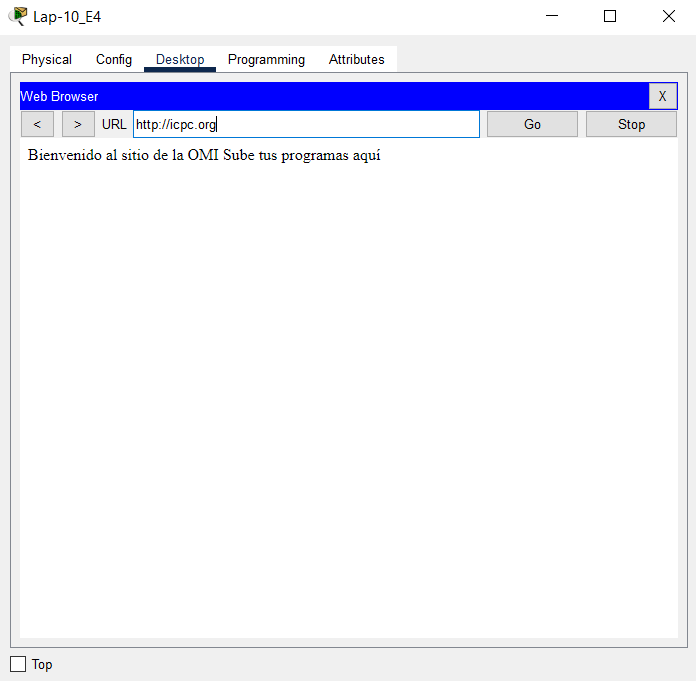 Lap-10_E4
Physical Config Desktop Programming Attributes
Web Browser X
< > URL http://icpc.org Go Stop
Bienvenido al sitio de la OMI Sube tus programas aquí
Top